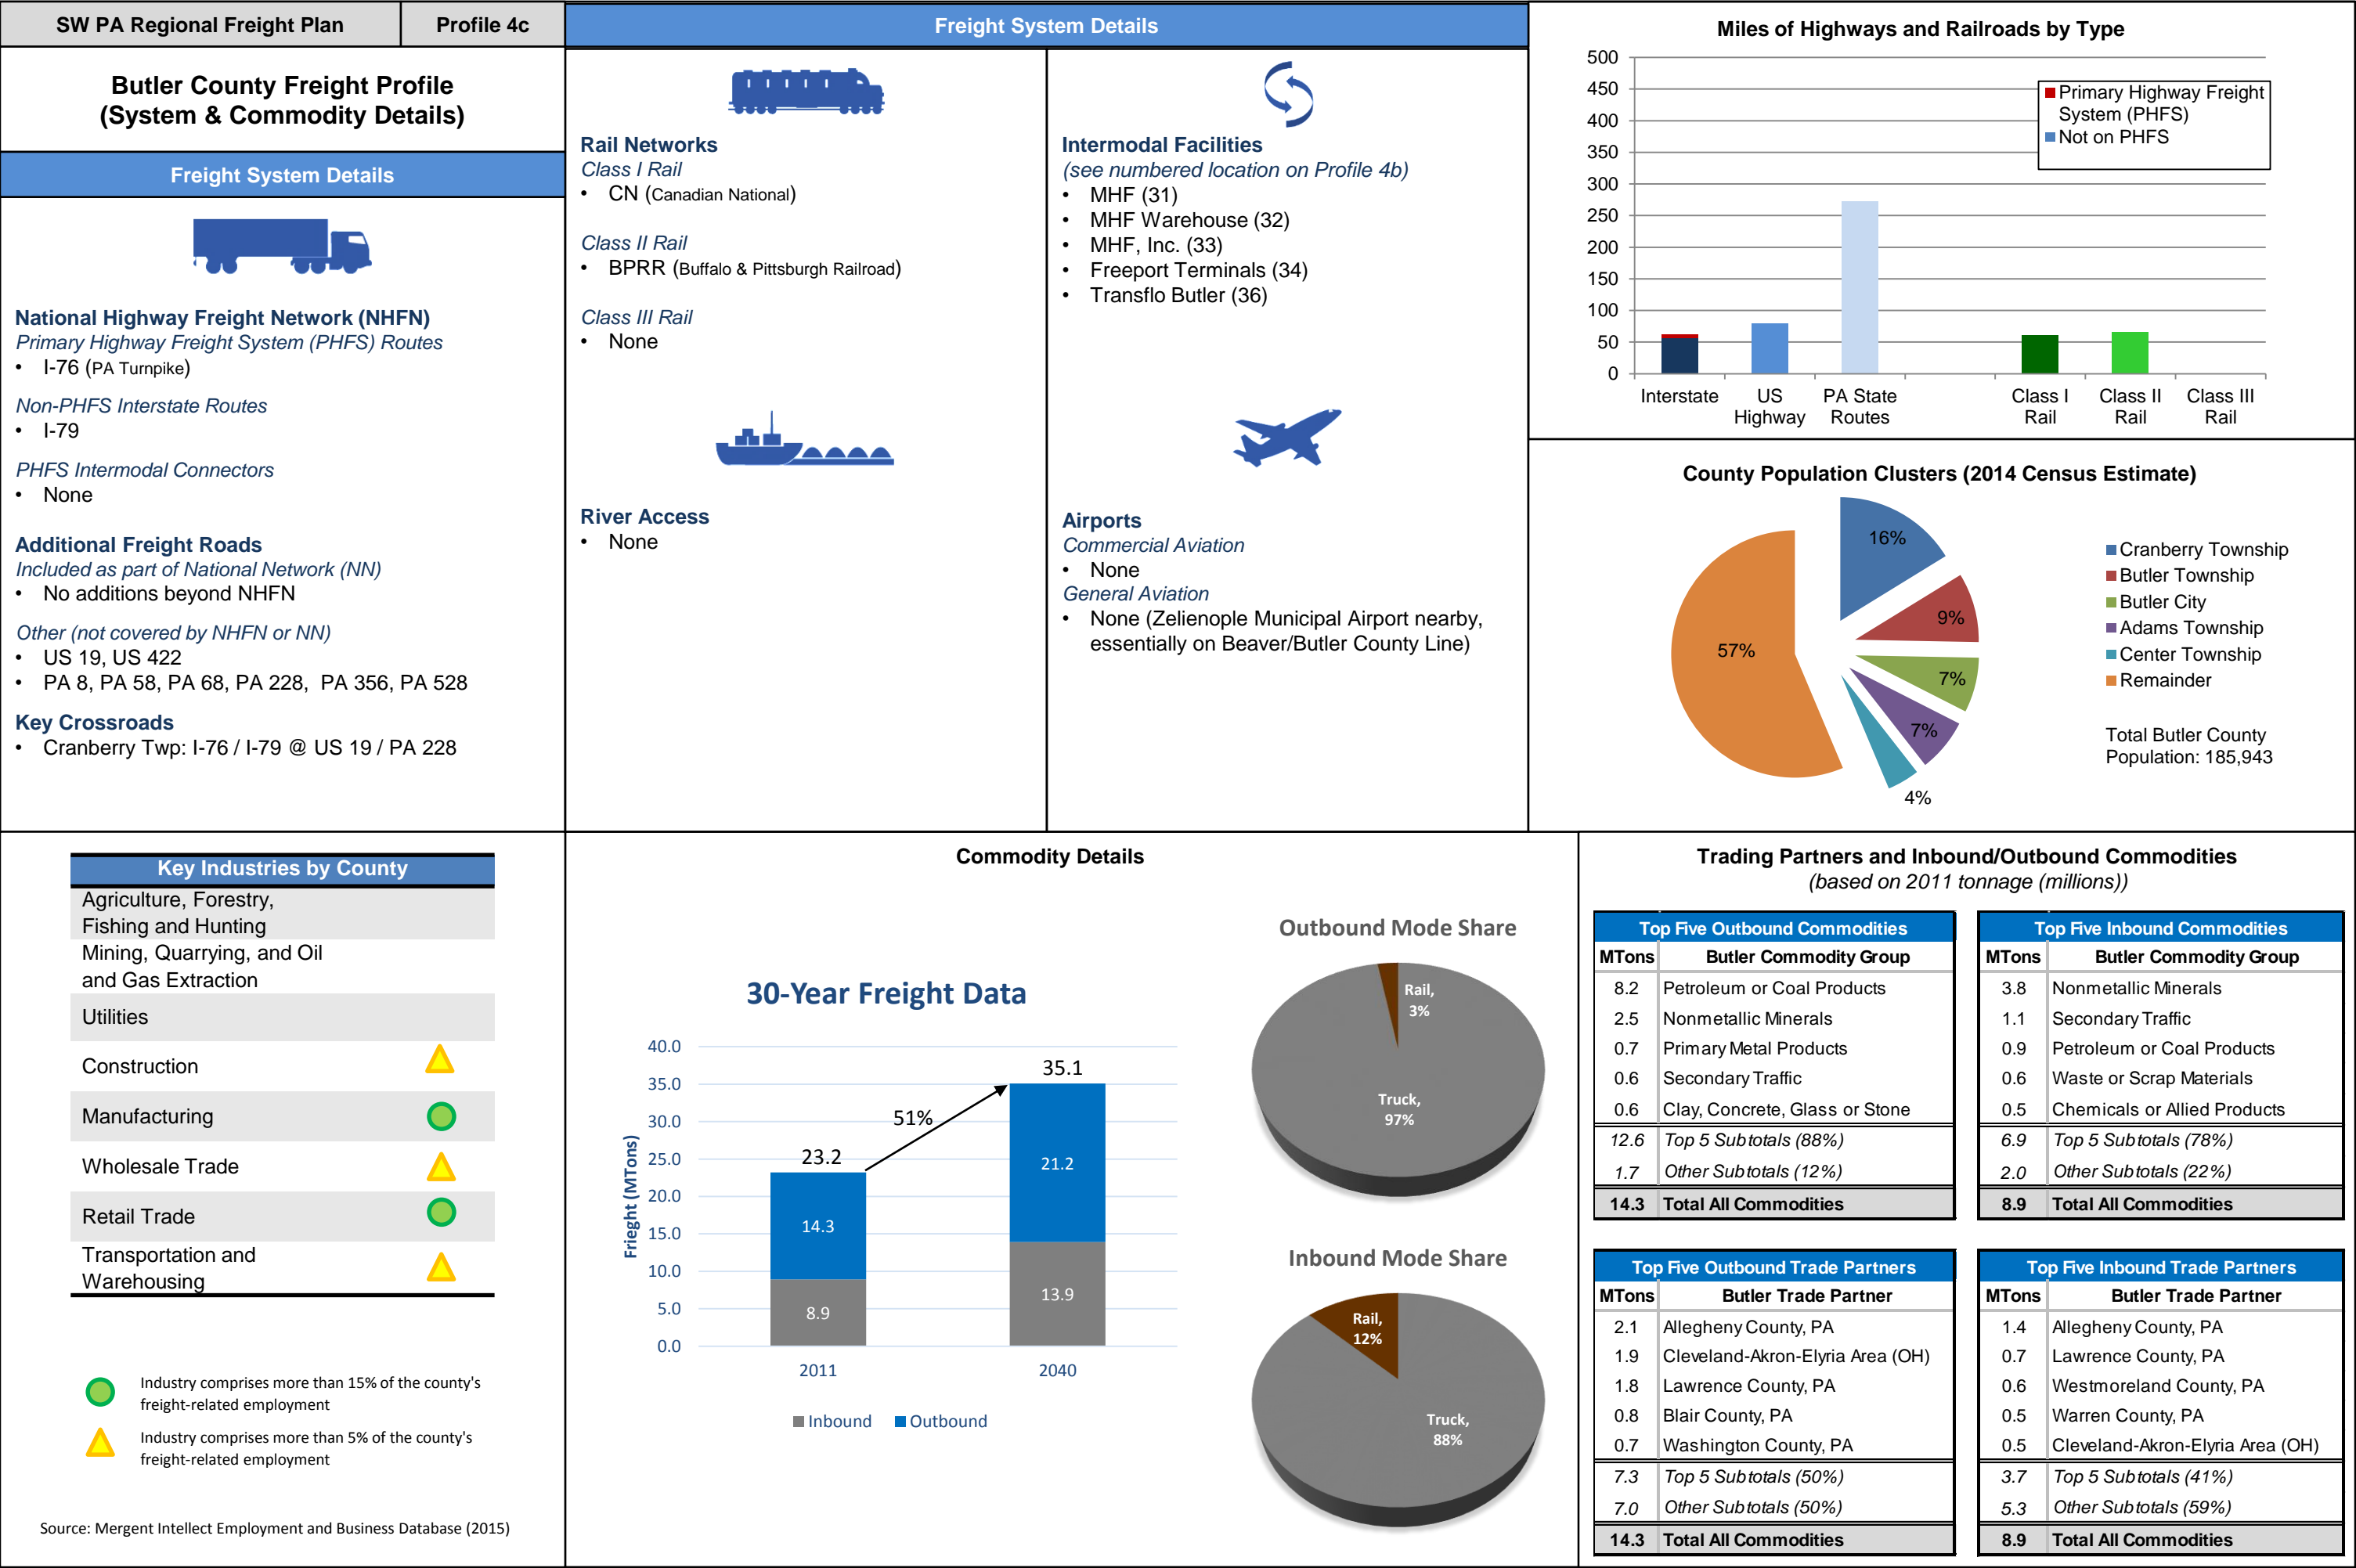 SW PA Regional Freight Plan
Profile 4c
Butler County Freight Profile
(System & Commodity Details)
Freight System Details
National Highway Freight Network (NHFN)
Primary Highway Freight System (PHFS) Routes
• I-76 (PA Turnpike)
Non-PHFS Interstate Routes
• I-79
PHFS Intermodal Connectors
• None
Additional Freight Roads
Included as part of National Network (NN)
• No additions beyond NHFN
Other (not covered by NHFN or NN)
• US 19, US 422
• PA 8, PA 58, PA 68, PA 228, PA 356, PA 528
Key Crossroads
• Cranberry Twp: I-76 / I-79 @ US 19 / PA 228
Freight System Details
Rail Networks
Class I Rail
• CN (Canadian National)
Class II Rail
• BPRR (Buffalo & Pittsburgh Railroad)
Class III Rail
• None
River Access
• None
Intermodal Facilities
(see numbered location on Profile 4b)
• MHF (31)
• MHF Warehouse (32)
• MHF, Inc. (33)
• Freeport Terminals (34)
• Transflo Butler (36)
Airports
Commercial Aviation
• None
General Aviation
• None (Zelienople Municipal Airport nearby,
essentially on Beaver/Butler County Line)
Miles of Highways and Railroads by Type
500
450
400
350
300
250
200
150
100
50
0
Primary Highway Freight
System (PHFS)
Not on PHFS
Interstate
US
Highway
PA State
Routes
Class I
Rail
Class II
Rail
Class III
Rail
County Population Clusters (2014 Census Estimate)
16%
9%
7%
7%
4%
57%
Cranberry Township
Butler Township
Butler City
Adams Township
Center Township
Remainder
Total Butler County
Population: 185,943
Key Industries by County
Agriculture, Forestry,
Fishing and Hunting
Mining, Quarrying, and Oil
and Gas Extraction
Utilities
Construction
Manufacturing
Wholesale Trade
Retail Trade
Transportation and
Warehousing
Industry comprises more than 15% of the county's
freight-related employment
Industry comprises more than 5% of the county's
freight-related employment
Source: Mergent Intellect Employment and Business Database (2015)
Commodity Details
30-Year Freight Data
Frieght (MTons)
40.0
35.0
30.0
25.0
20.0
15.0
10.0
5.0
0.0
23.2
14.3
8.9
51%
35.1
21.2
13.9
2011
2040
Inbound
Outbound
Outbound Mode Share
Rail,
3%
Truck,
97%
Inbound Mode Share
Rail,
12%
Truck,
88%
Trading Partners and Inbound/Outbound Commodities
(based on 2011 tonnage (millions))
Top Five Outbound Commodities
MTons Butler Commodity Group
8.2 Petroleum or Coal Products
2.5 Nonmetallic Minerals
0.7 Primary Metal Products
0.6 Secondary Traffic
0.6 Clay, Concrete, Glass or Stone
12.6 Top 5 Subtotals (88%)
1.7 Other Subtotals (12%)
14.3 Total All Commodities
Top Five Inbound Commodities
MTons Butler Commodity Group
3.8 Nonmetallic Minerals
1.1 Secondary Traffic
0.9 Petroleum or Coal Products
0.6 Waste or Scrap Materials
0.5 Chemicals or Allied Products
6.9 Top 5 Subtotals (78%)
2.0 Other Subtotals (22%)
8.9 Total All Commodities
Top Five Outbound Trade Partners
MTons Butler Trade Partner
2.1 Allegheny County, PA
1.9 Cleveland-Akron-Elyria Area (OH)
1.8 Lawrence County, PA
0.8 Blair County, PA
0.7 Washington County, PA
7.3 Top 5 Subtotals (50%)
7.0 Other Subtotals (50%)
14.3 Total All Commodities
Top Five Inbound Trade Partners
MTons Butler Trade Partner
1.4 Allegheny County, PA
0.7 Lawrence County, PA
0.6 Westmoreland County, PA
0.5 Warren County, PA
0.5 Cleveland-Akron-Elyria Area (OH)
3.7 Top 5 Subtotals (41%)
5.3 Other Subtotals (59%)
8.9 Total All Commodities